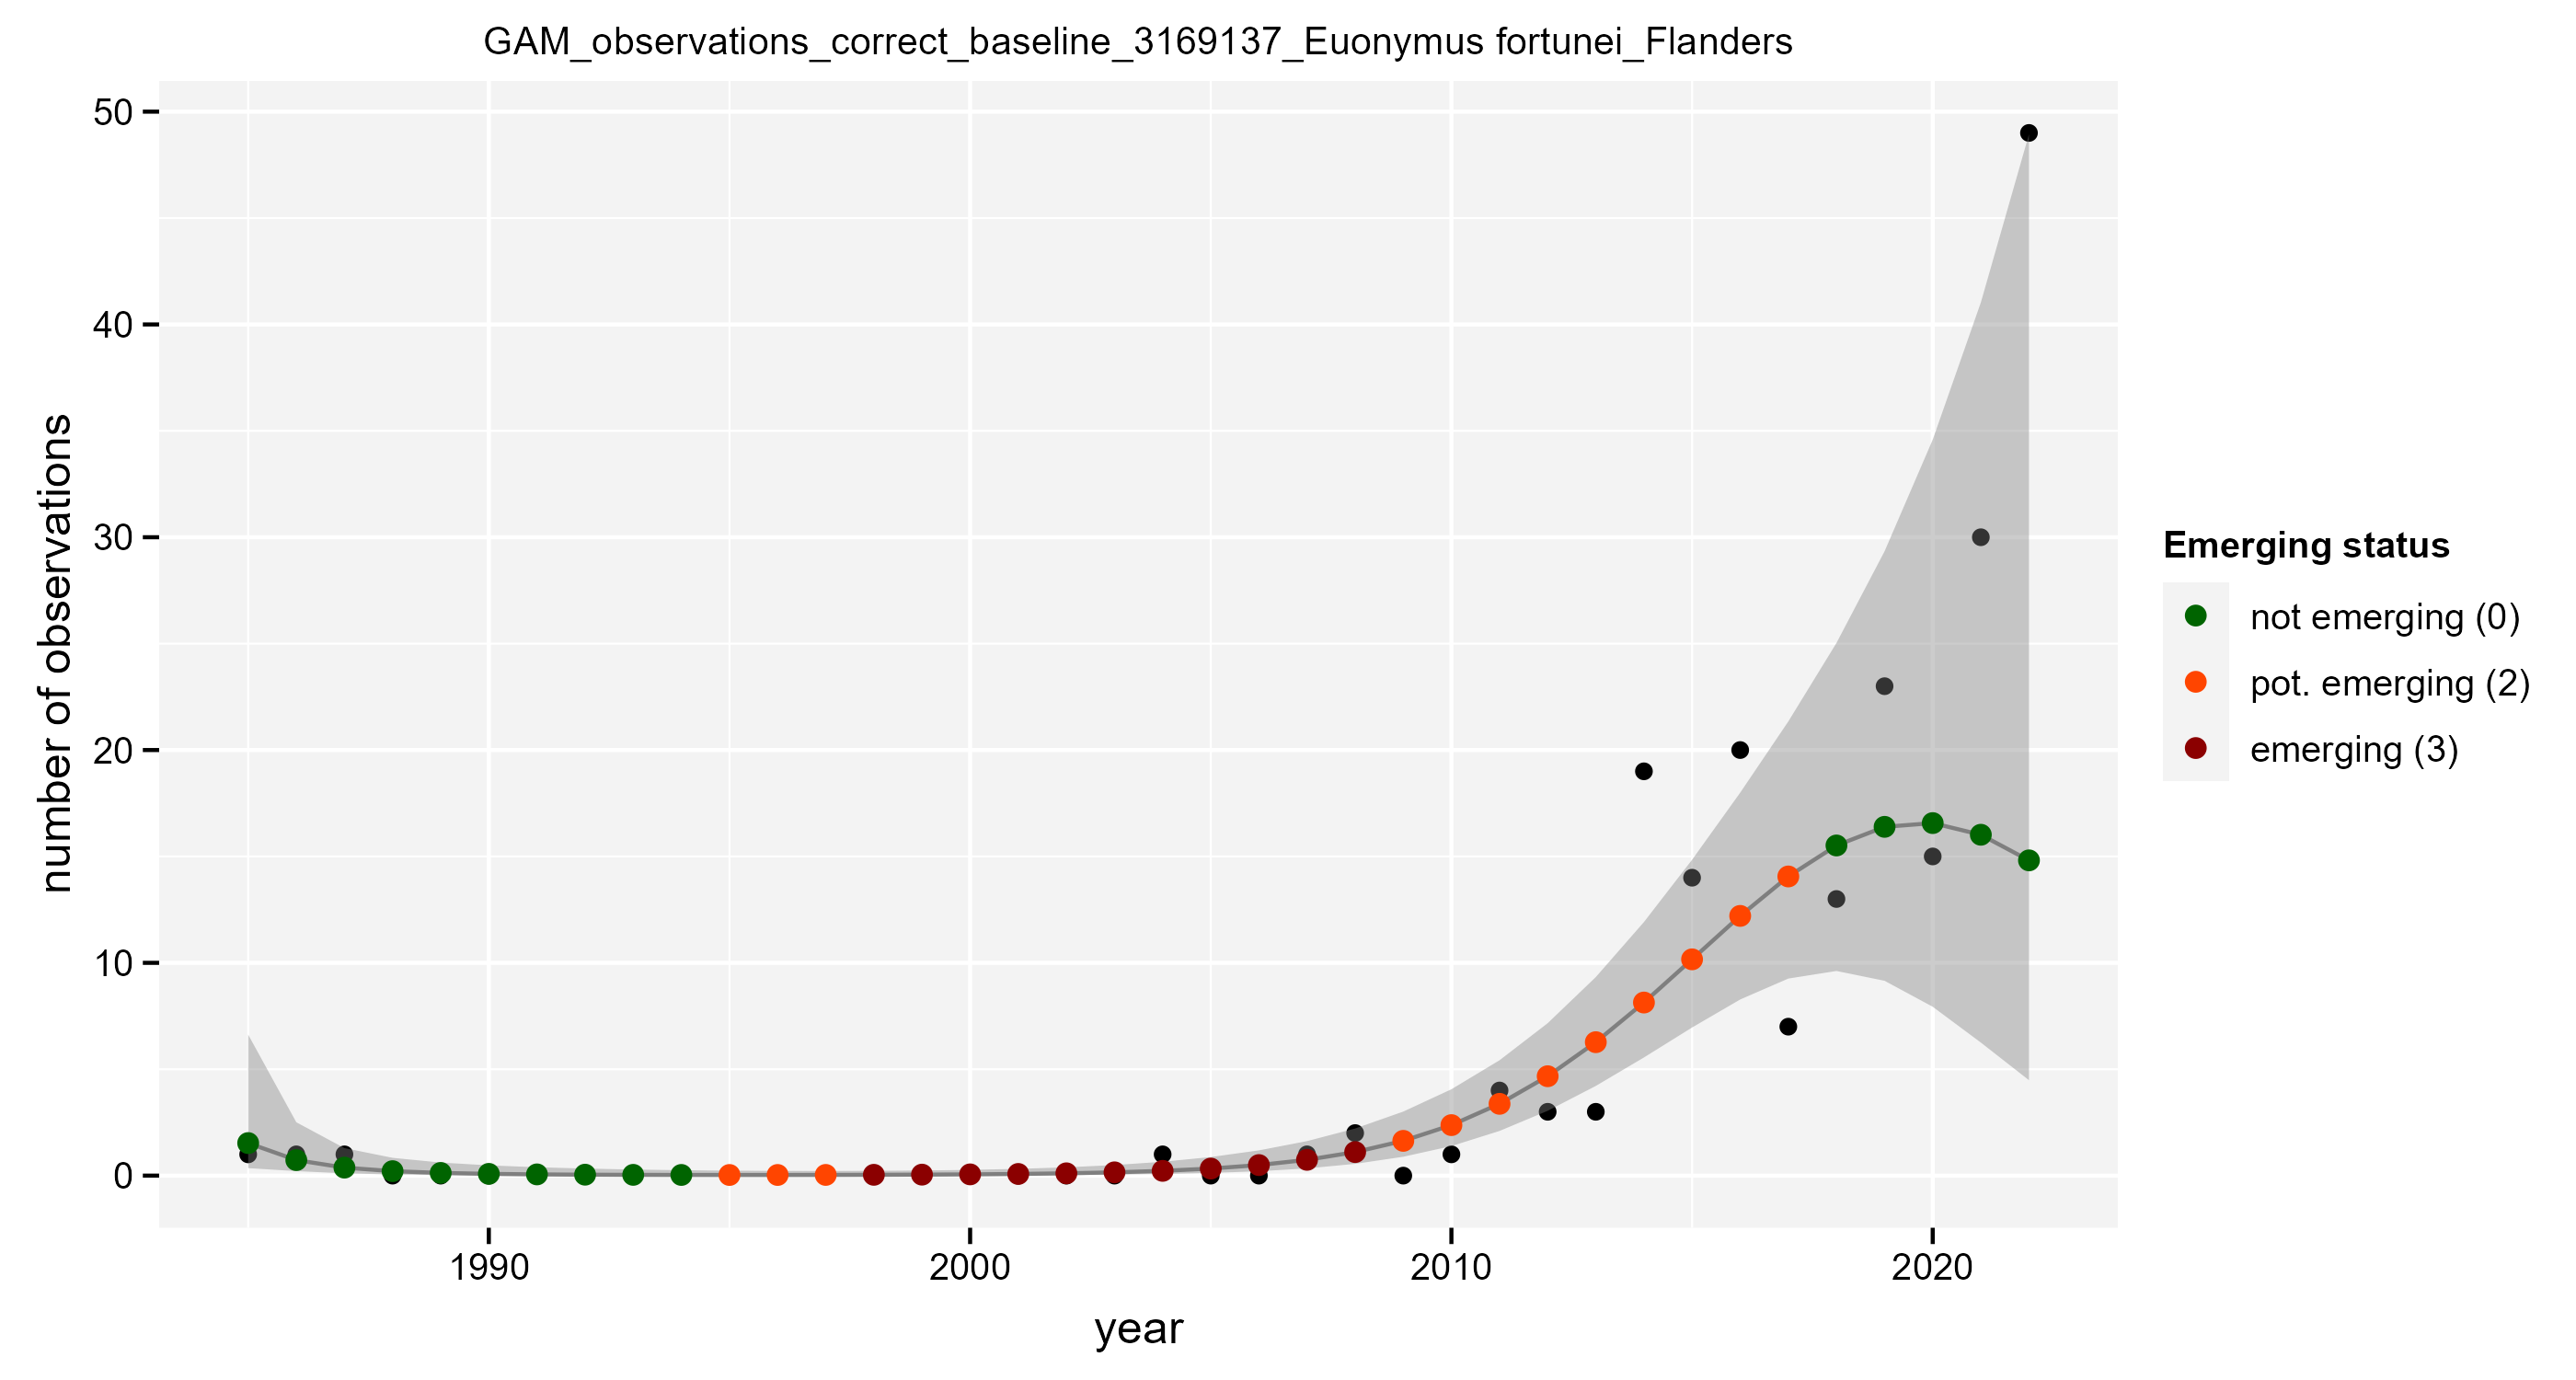 GAM_observations_correct_baseline_3169137_Euonymus fortunei_Flanders
number of observations
50
40
30
20
10
0
1990
2000
2010
2020
year
Emerging status
not emerging (0)
pot. emerging (2)
emerging (3)